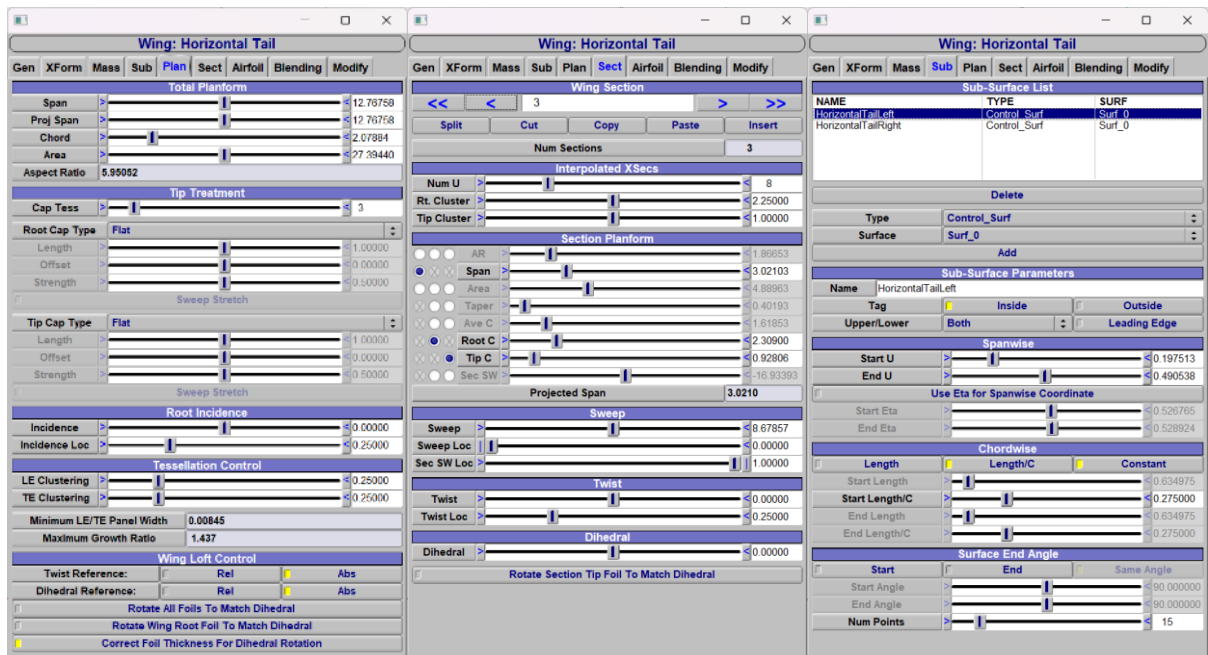 Wing: Horizontal Tail
Gen XForm Mass Sub Plan Sect Airfoil Blending Modify
Total Planform
Span > < 12.76758
Proj Span > < 12.76758
Chord > < 2.07884
Area > < 27.39440
Aspect Ratio 5.95052
Tip Treatment
Cap Tess > < 3
Root Cap Type Flat
Length > < 1.00000
Offset > < 0.00000
Strength > < 0.50000
Sweep Stretch
Tip Cap Type Flat
Length > < 1.00000
Offset > < 0.00000
Strength > < 0.50000
Sweep Stretch
Root Incidence
Incidence > < 0.00000
Incidence Loc > < 0.25000
Tessellation Control
LE Clustering > < 0.25000
TE Clustering > < 0.25000
Minimum LE/TE Panel Width 0.00845
Maximum Growth Ratio 1.437
Wing Loft Control
Twist Reference: Rel Abs
Dihedral Reference: Rel Abs
Rotate All Foils To Match Dihedral
Rotate Wing Root Foil To Match Dihedral
Correct Foil Thickness For Dihedral Rotation
Wing: Horizontal Tail
Gen XForm Mass Sub Plan Sect Airfoil Blending Modify
Wing Section
<< < 3 > >>
Split Cut Copy Paste Insert
Num Sections 3
Interpolated XSecs
Num U > < 8
Rt. Cluster > < 2.25000
Tip Cluster > < 1.00000
Section Planform
AR > < 1.86653
Span > < 3.02103
Area > < 4.88963
Taper > < 0.40193
Ave C > < 1.61853
Root C > < 2.30900
Tip C > < 0.92806
Sec SW > < -16.93393
Projected Span 3.0210
Sweep
Sweep > < 8.67857
Sweep Loc | < 0.00000
Sec SW Loc > | 1.00000
Twist
Twist > < 0.00000
Twist Loc > < 0.25000
Dihedral
Dihedral > < 0.00000
Rotate Section Tip Foil To Match Dihedral
Wing: Horizontal Tail
Gen XForm Mass Sub Plan Sect Airfoil Blending Modify
Sub-Surface List
NAME TYPE SURF
HorizontalTailLeft Control_Surf Surf_0
HorizontalTailRight Control_Surf Surf_0
Delete
Type Control_Surf
Surface Surf_0
Add
Sub-Surface Parameters
Name HorizontalTailLeft
Tag Inside Outside
Upper/Lower Both Leading Edge
Spanwise
Start U > < 0.197513
End U > < 0.490538
Use Eta for Spanwise Coordinate
Start Eta > < 0.526765
End Eta > < 0.528924
Chordwise
Length Length/C Constant
Start Length > < 0.634975
Start Length/C > < 0.275000
End Length > < 0.634975
End Length/C > < 0.275000
Surface End Angle
Start End Same Angle
Start Angle > < 90.000000
End Angle > < 90.000000
Num Points > < 15